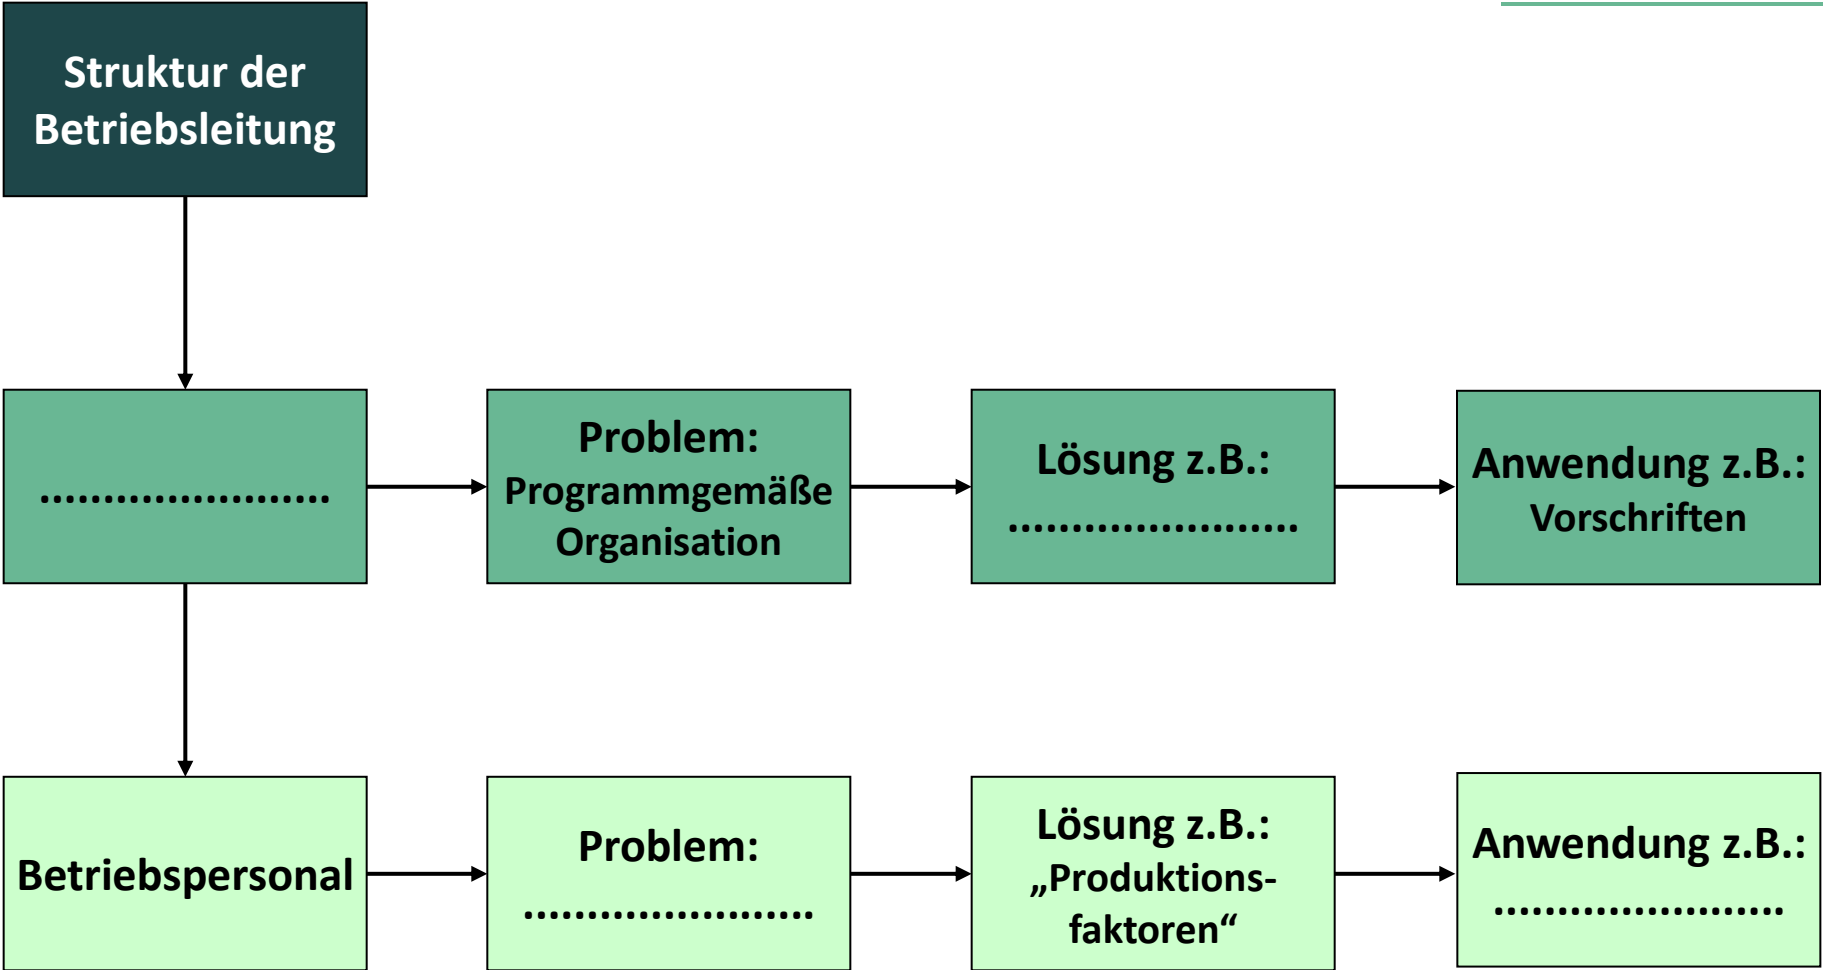 Struktur der
Betriebsleitung
.......................
Problem:
Programmgemäße
Organisation
Lösung z.B.:
.......................
Anwendung z.B.:
Vorschriften
Betriebspersonal
Problem:
.......................
Lösung z.B.:
„Produktions-
faktoren“
Anwendung z.B.:
.......................